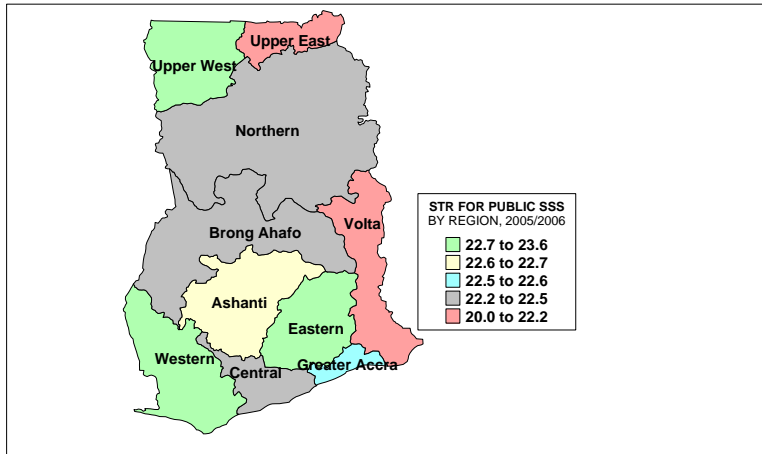 Upper East
Upper West
Northern
Volta
Brong Ahafo
Ashanti
Eastern
Western
Greater Accra
Central
STR FOR PUBLIC SSS
BY REGION, 2005/2006
22.7 to 23.6
22.6 to 22.7
22.5 to 22.6
22.2 to 22.5
20.0 to 22.2